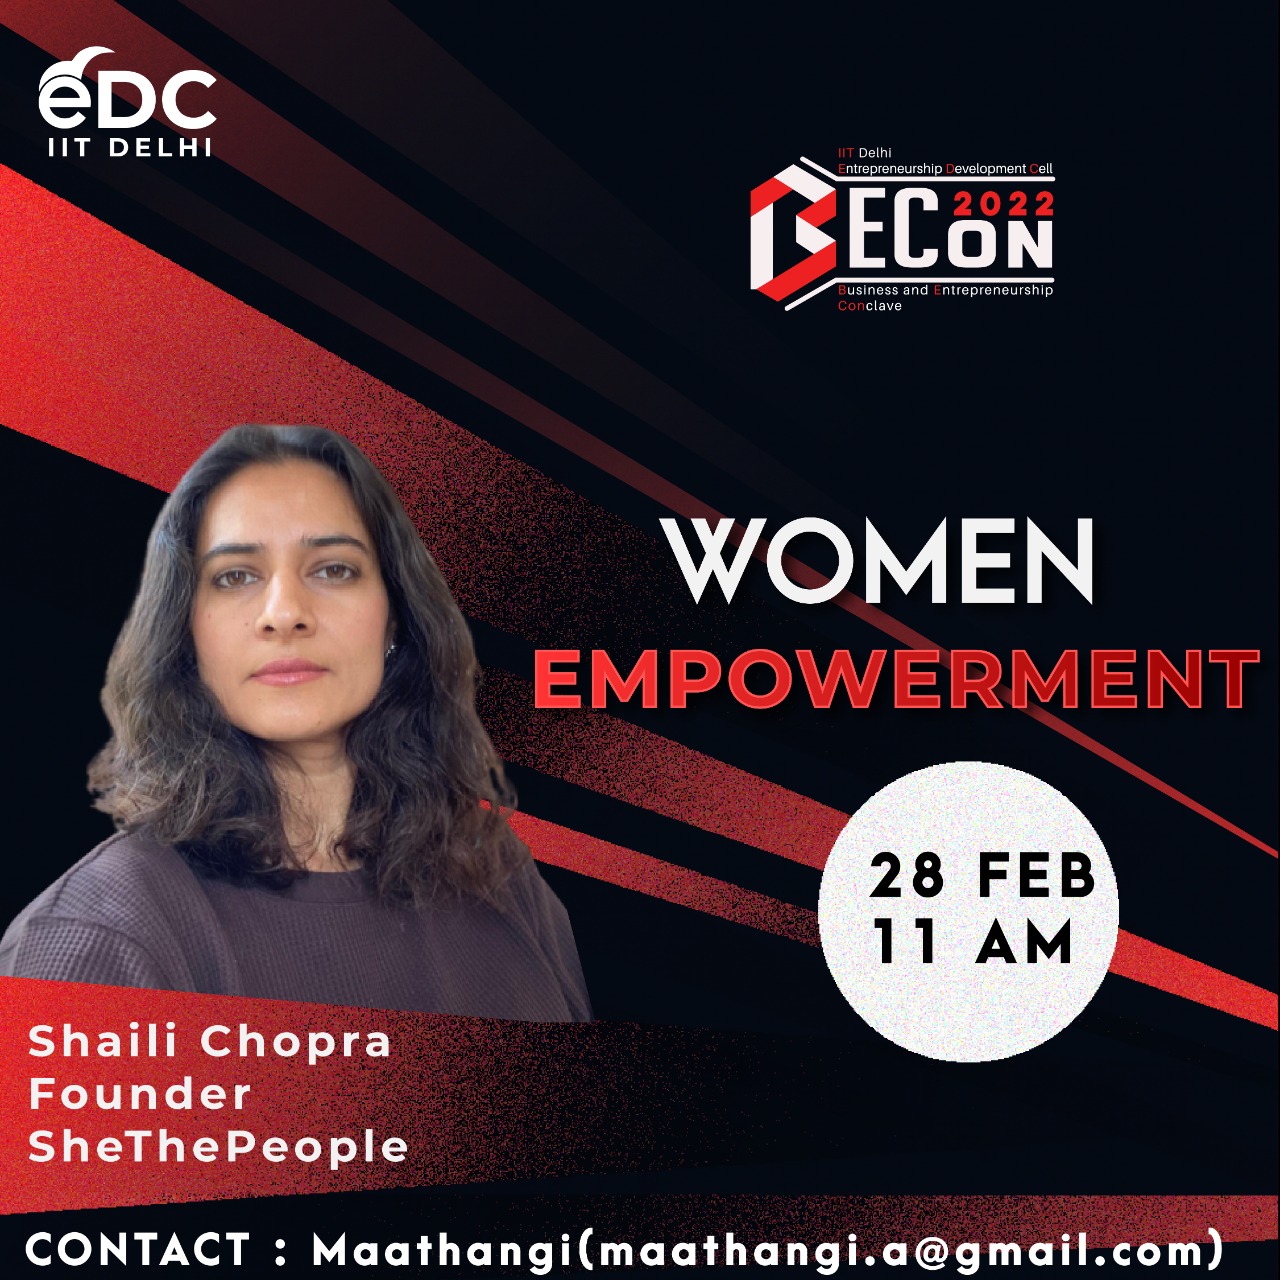 eDC
IIT DELHI
IIT Delhi
Entrepreneurship Development Cell
BECON 2022
Business and Entrepreneurship
Conclave
WOMEN
EMPOWERMENT
28 FEB
11 AM
Shaili Chopra
Founder
SheThePeople
CONTACT : Maathangi(maathangi.a@gmail.com)